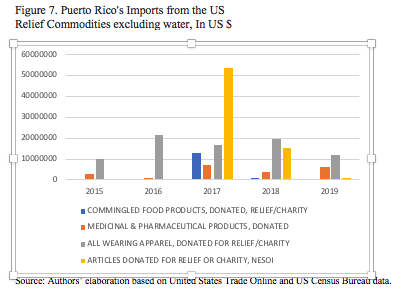 Figure 7. Puerto Rico's Imports from the US
Relief Commodities excluding water, In US $
60000000
50000000
40000000
30000000
20000000
10000000
0
2015 2016 2017 2018 2019
COMMINGLED FOOD PRODUCTS, DONATED, RELIEF/CHARITY
MEDICINAL & PHARMACEUTICAL PRODUCTS, DONATED
ALL WEARING APPAREL, DONATED FOR RELIEF/CHARITY
ARTICLES DONATED FOR RELIEF OR CHARITY, NESOI
Source: Authors' elaboration based on United States Trade Online and US Census Bureau data.